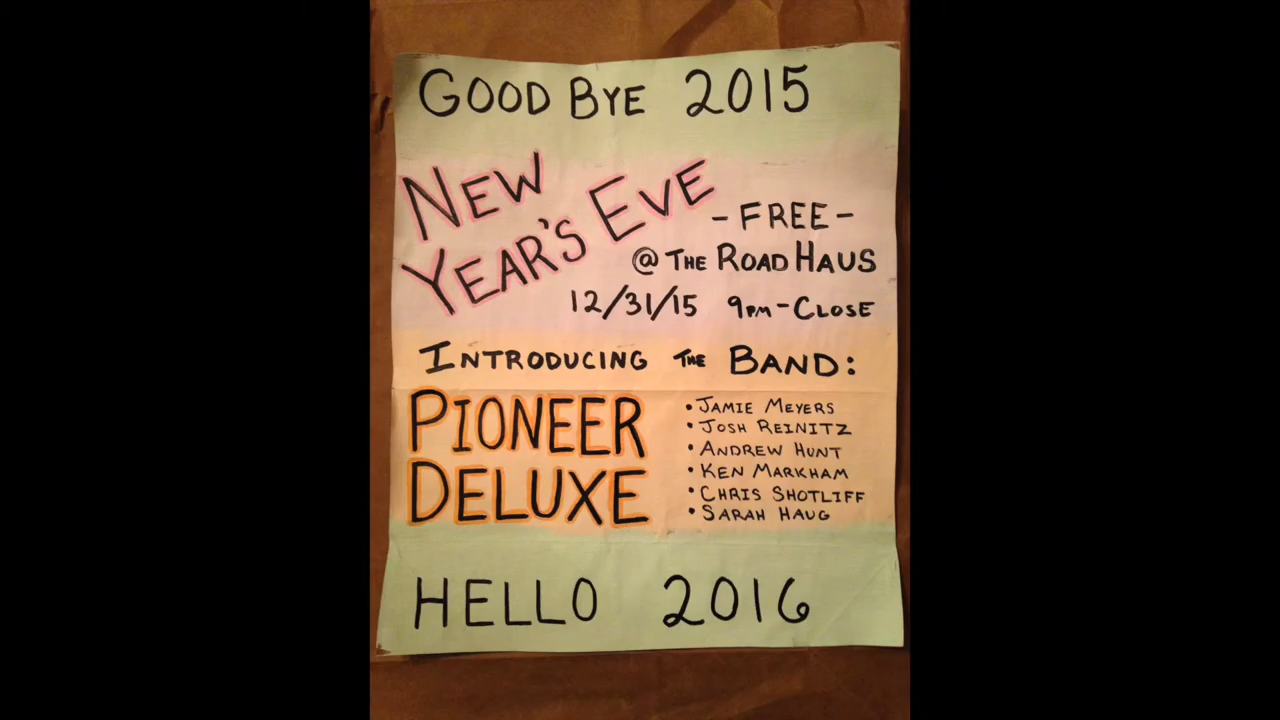 GOOD BYE 2015
NEW
YEAR'S EVE
- FREE -
@ THE ROAD HAUS
12/31/15 9PM - CLOSE
INTRODUCING THE BAND:
PIONEER
DELUXE
• JAMIE MEYERS
• JOSH REINITZ
• ANDREW HUNT
• KEN MARKHAM
• CHRIS SHOTLIFF
• SARAH HAUG
HELLO 2016